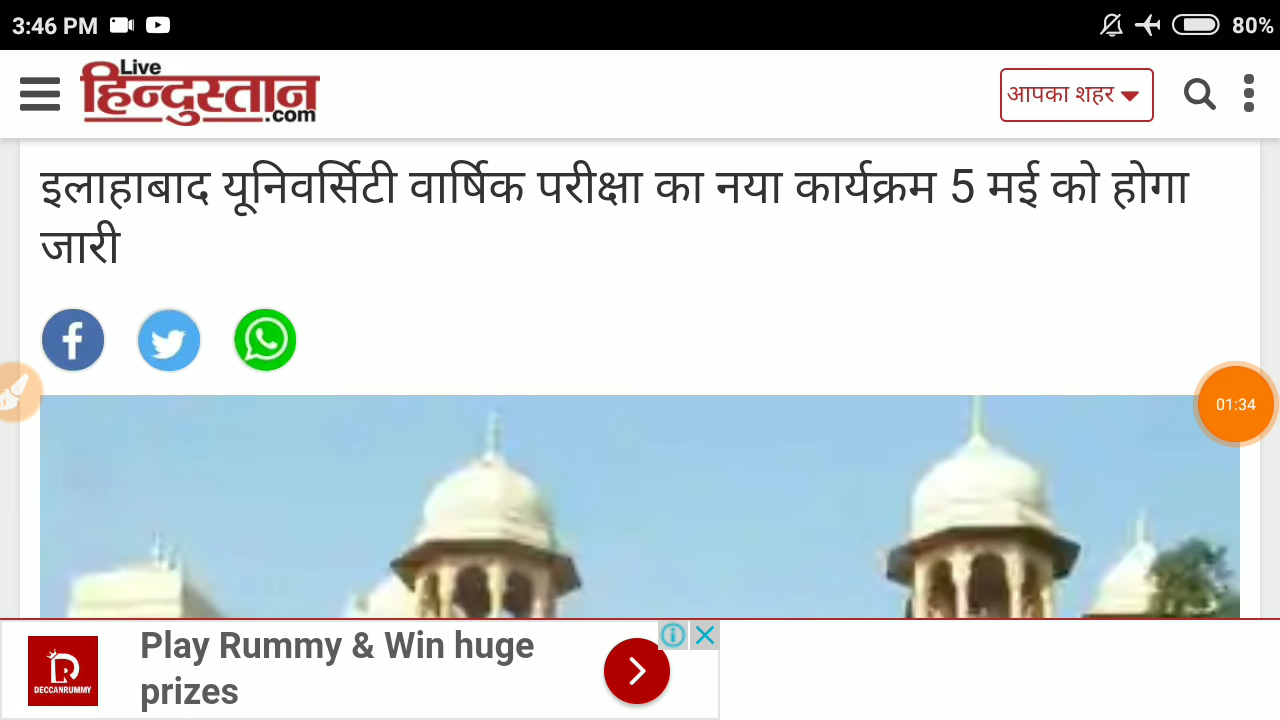 3:46 PM
80%
Live
हिन्दुस्तान
.com
आपका शहर
इलाहाबाद यूनिवर्सिटी वार्षिक परीक्षा का नया कार्यक्रम 5 मई को होगा
जारी
01:34
Play Rummy & Win huge
prizes
DECCANRUMMY